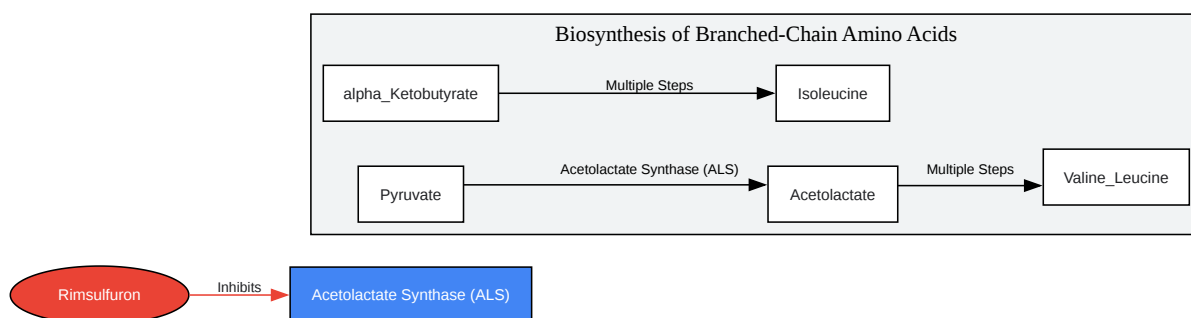 Biosynthesis of Branched-Chain Amino Acids
alpha_Ketobutyrate
Multiple Steps
Isoleucine
Pyruvate
Acetolactate Synthase (ALS)
Acetolactate
Multiple Steps
Valine_Leucine
Rimsulfuron
Inhibits
Acetolactate Synthase (ALS)